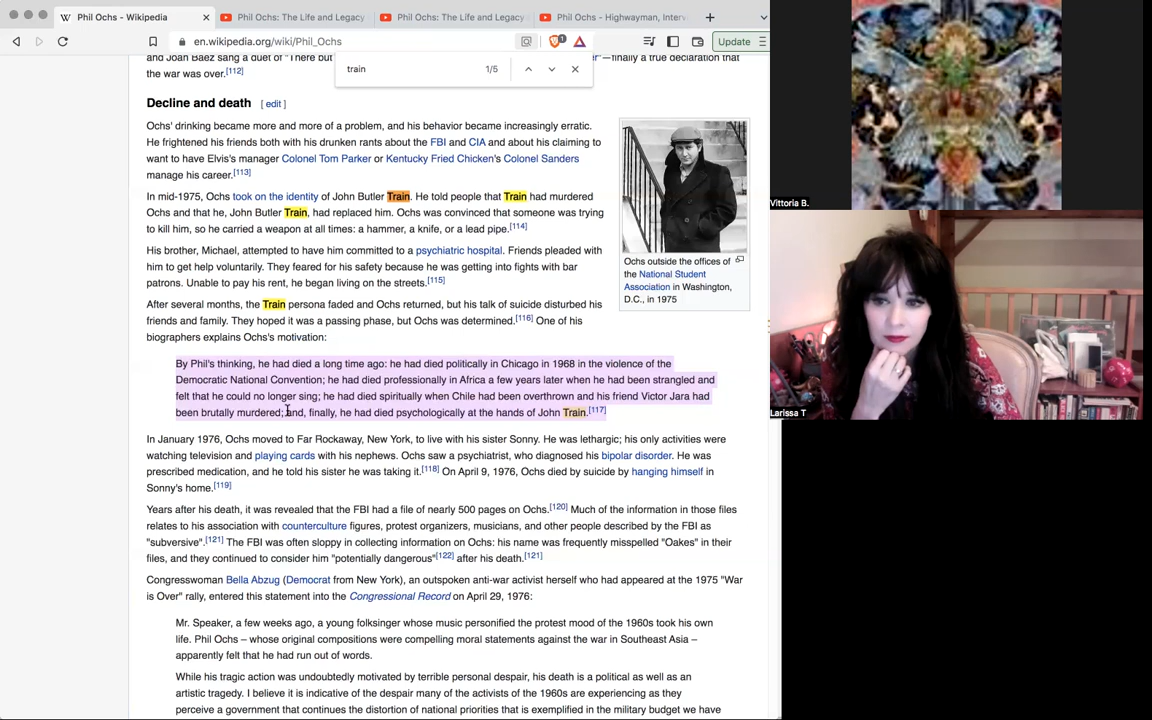 Phil Ochs - Wikipedia
Phil Ochs: The Life and Legacy
Phil Ochs: The Life and Legacy
Phil Ochs - Highwayman, Interv
en.wikipedia.org/wiki/Phil_Ochs
1
Update
train
1/5
and Joan Baez sang a duet of "There but
—finally a true declaration that
the war was over.[112]
Decline and death [ edit ]
Ochs' drinking became more and more of a problem, and his behavior became increasingly erratic.
He frightened his friends both with his drunken rants about the FBI and CIA and about his claiming to
want to have Elvis's manager Colonel Tom Parker or Kentucky Fried Chicken's Colonel Sanders
manage his career.[113]
In mid-1975, Ochs took on the identity of John Butler Train. He told people that Train had murdered
Ochs and that he, John Butler Train, had replaced him. Ochs was convinced that someone was trying
to kill him, so he carried a weapon at all times: a hammer, a knife, or a lead pipe.[114]
His brother, Michael, attempted to have him committed to a psychiatric hospital. Friends pleaded with
him to get help voluntarily. They feared for his safety because he was getting into fights with bar
patrons. Unable to pay his rent, he began living on the streets.[115]
After several months, the Train persona faded and Ochs returned, but his talk of suicide disturbed his
friends and family. They hoped it was a passing phase, but Ochs was determined.[116] One of his
biographers explains Ochs's motivation:
Ochs outside the offices of
the National Student
Association in Washington,
D.C., in 1975
By Phil's thinking, he had died a long time ago: he had died politically in Chicago in 1968 in the violence of the
Democratic National Convention; he had died professionally in Africa a few years later when he had been strangled and
felt that he could no longer sing; he had died spiritually when Chile had been overthrown and his friend Victor Jara had
been brutally murdered; and, finally, he had died psychologically at the hands of John Train.[117]
In January 1976, Ochs moved to Far Rockaway, New York, to live with his sister Sonny. He was lethargic; his only activities were
watching television and playing cards with his nephews. Ochs saw a psychiatrist, who diagnosed his bipolar disorder. He was
prescribed medication, and he told his sister he was taking it.[118] On April 9, 1976, Ochs died by suicide by hanging himself in
Sonny's home.[119]
Years after his death, it was revealed that the FBI had a file of nearly 500 pages on Ochs.[120] Much of the information in those files
relates to his association with counterculture figures, protest organizers, musicians, and other people described by the FBI as
"subversive".[121] The FBI was often sloppy in collecting information on Ochs: his name was frequently misspelled "Oakes" in their
files, and they continued to consider him "potentially dangerous"[122] after his death.[121]
Congresswoman Bella Abzug (Democrat from New York), an outspoken anti-war activist herself who had appeared at the 1975 "War
is Over" rally, entered this statement into the Congressional Record on April 29, 1976:
Mr. Speaker, a few weeks ago, a young folksinger whose music personified the protest mood of the 1960s took his own
life. Phil Ochs – whose original compositions were compelling moral statements against the war in Southeast Asia –
apparently felt that he had run out of words.
While his tragic action was undoubtedly motivated by terrible personal despair, his death is a political as well as an
artistic tragedy. I believe it is indicative of the despair many of the activists of the 1960s are experiencing as they
perceive a government that continues the distortion of national priorities that is exemplified in the military budget we have
Vittoria B.
Larissa T